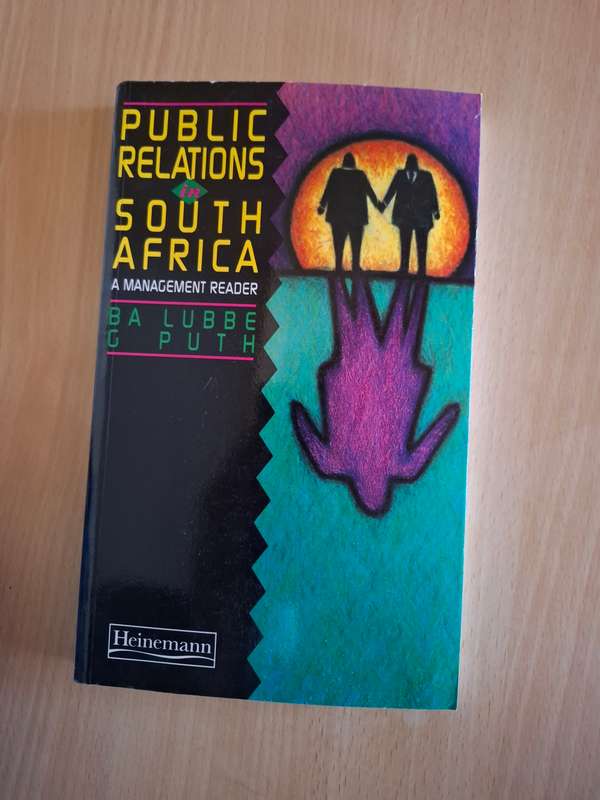 PUBLIC
RELATIONS
in
SOUTH
AFRICA
A MANAGEMENT READER
BA LUBBE
G PUTH
Heinemann